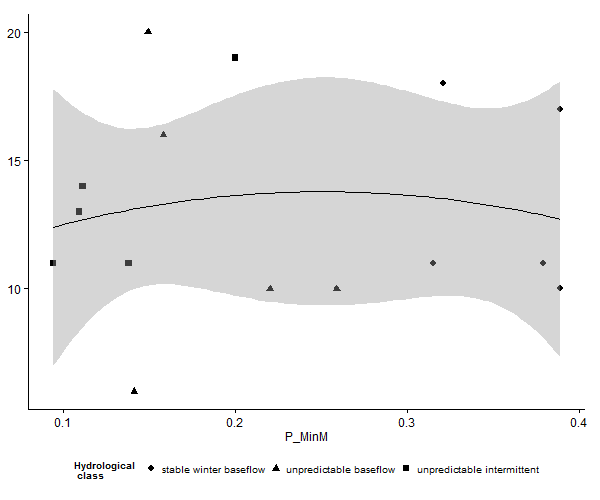 20
15
10
0.1 0.2 0.3 0.4
P_MinM
Hydrological
class
stable winter baseflow unpredictable baseflow unpredictable intermittent